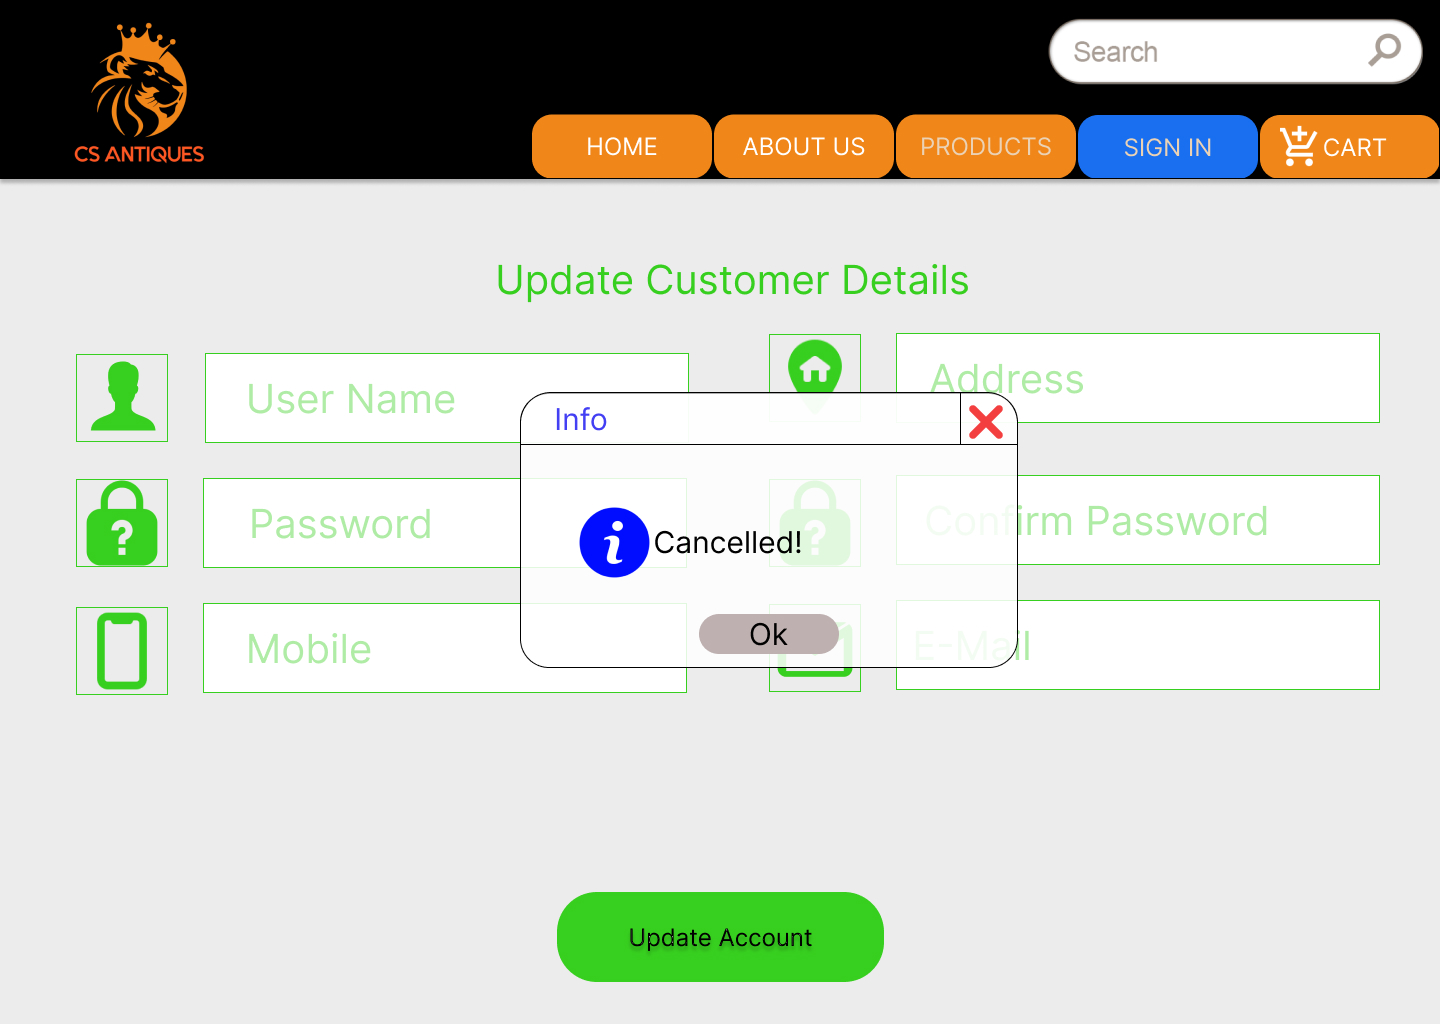 CS ANTIQUES
Search
HOME
ABOUT US
PRODUCTS
SIGN IN
CART
Update Customer Details
User Name
Address
Info
Password
Confirm Password
Cancelled!
Mobile
E-Mail
Ok
Update Account